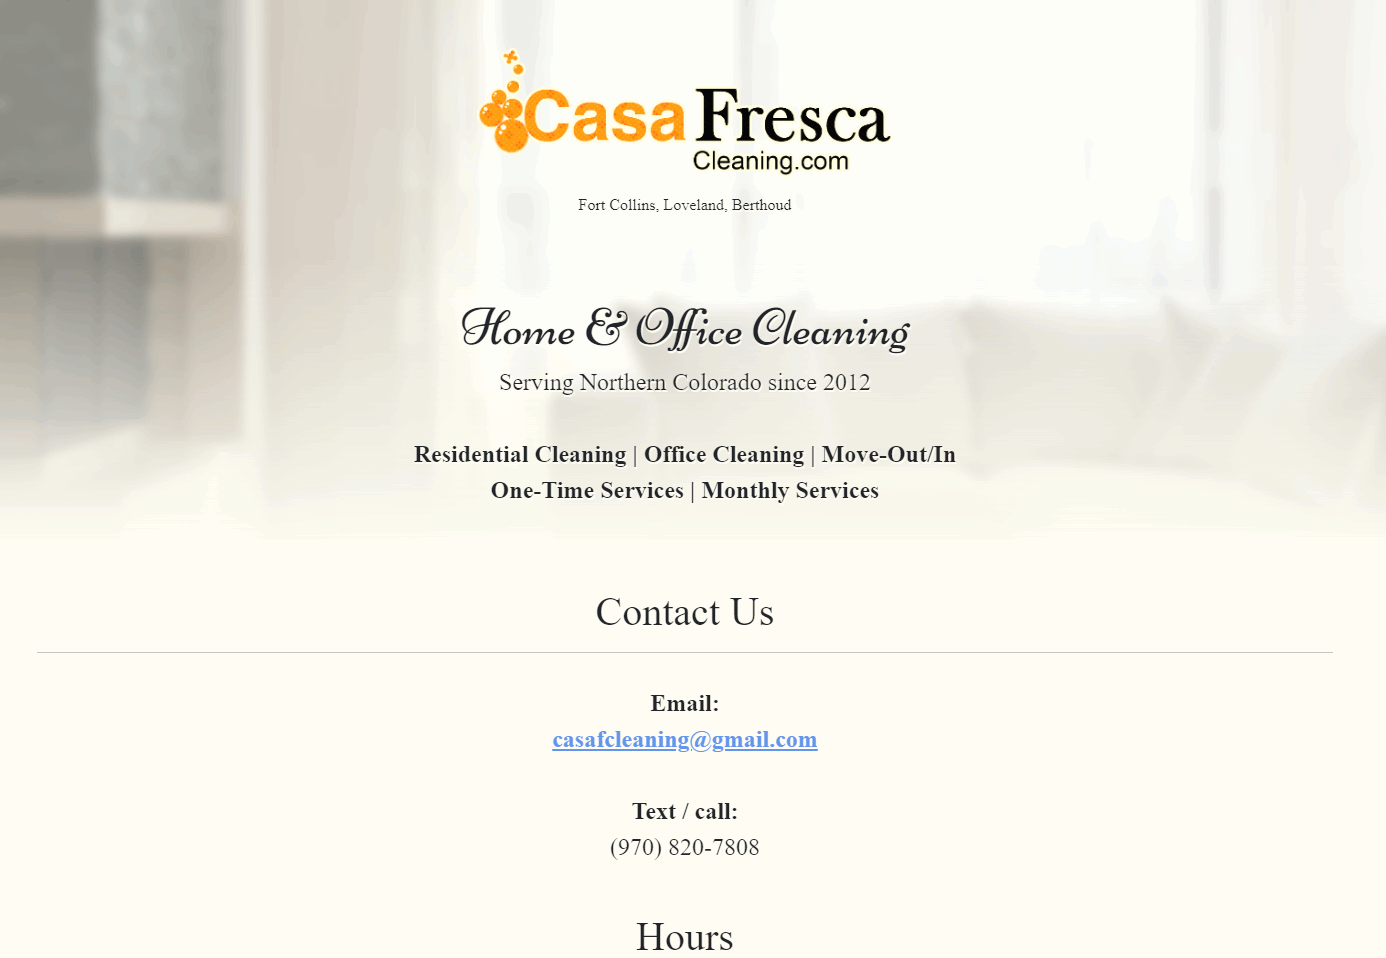 Casa Fresca
Cleaning.com
Fort Collins, Loveland, Berthoud
Home & Office Cleaning
Serving Northern Colorado since 2012
Residential Cleaning | Office Cleaning | Move-Out/In
One-Time Services | Monthly Services
Contact Us
Email:
casafcleaning@gmail.com
Text / call:
(970) 820-7808
Hours